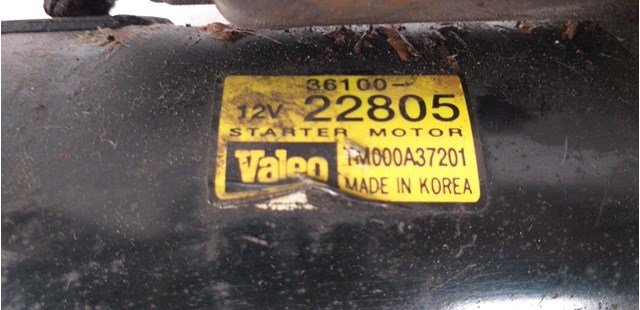 36100-
12V 22805
STARTER MOTOR
Valeo TM000A37201
MADE IN KOREA